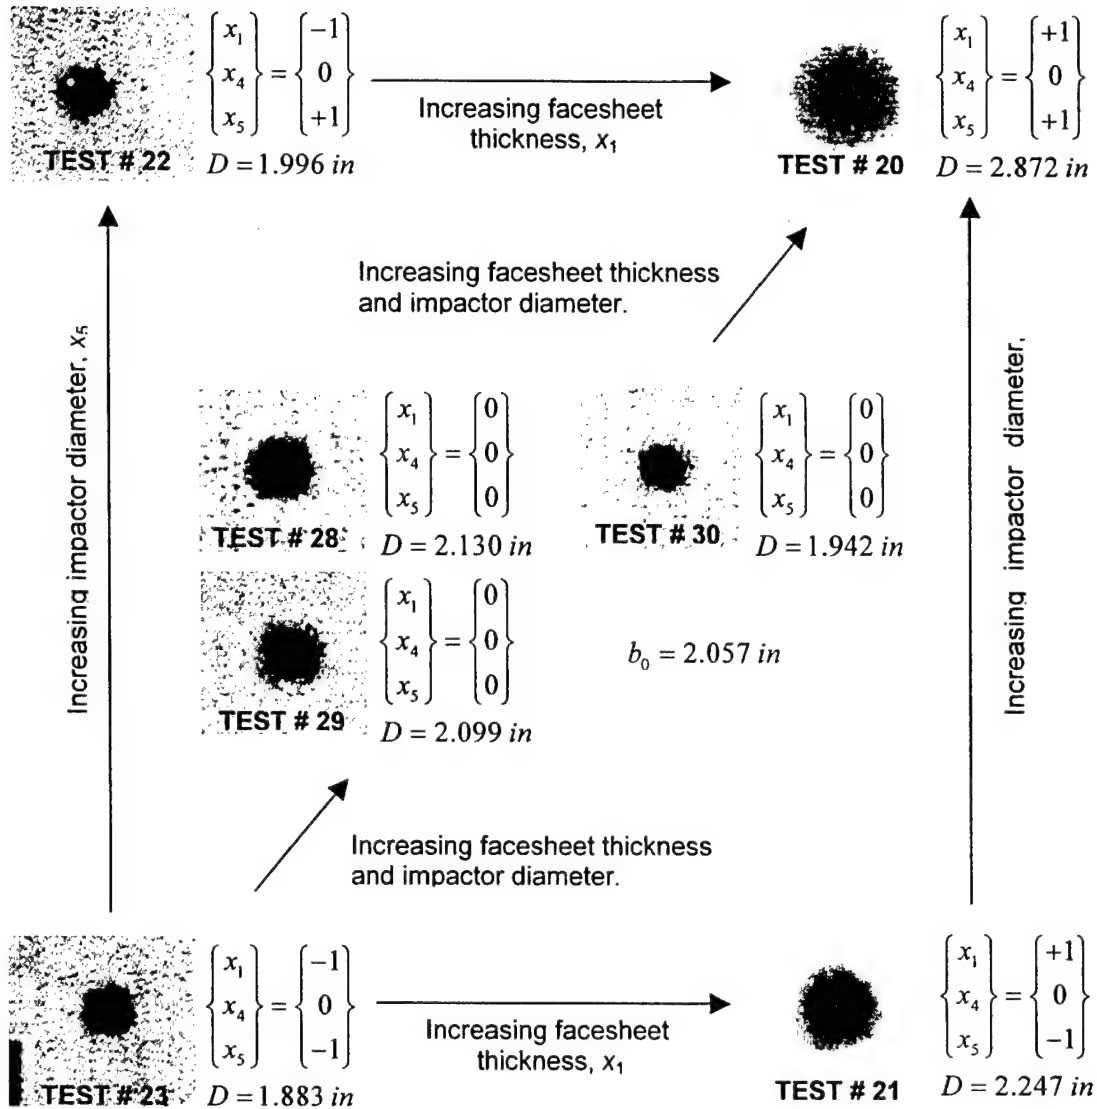 {x₁ x₄ x₅} = {−1 0 +1}
TEST # 22
D = 1.996 in
Increasing facesheet
thickness, x₁
{x₁ x₄ x₅} = {+1 0 +1}
TEST # 20
D = 2.872 in
Increasing facesheet thickness
and impactor diameter.
Increasing impactor diameter, x₅
Increasing impactor diameter,
{x₁ x₄ x₅} = {0 0 0}
TEST # 28
D = 2.130 in
{x₁ x₄ x₅} = {0 0 0}
TEST # 30
D = 1.942 in
{x₁ x₄ x₅} = {0 0 0}
TEST # 29
D = 2.099 in
b₀ = 2.057 in
Increasing facesheet thickness
and impactor diameter.
{x₁ x₄ x₅} = {−1 0 −1}
TEST # 23
D = 1.883 in
Increasing facesheet
thickness, x₁
{x₁ x₄ x₅} = {+1 0 −1}
TEST # 21
D = 2.247 in